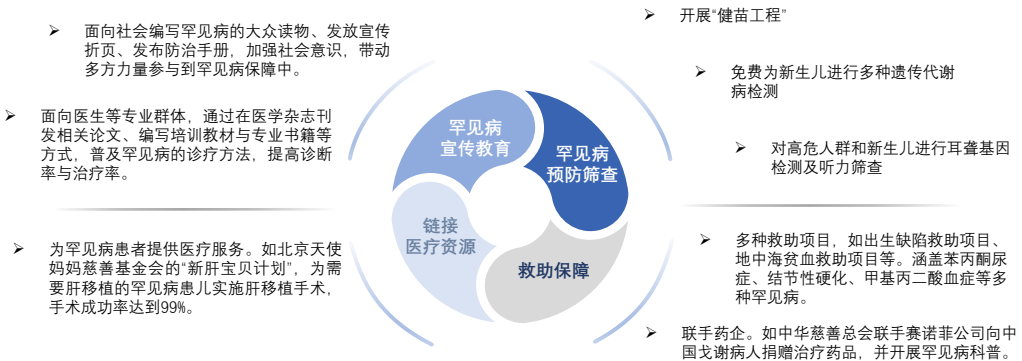 面向社会编写罕见病的大众读物、发放宣传
折页、发布防治手册，加强社会意识，带动
多方力量参与到罕见病保障中。
面向医生等专业群体，通过在医学杂志刊
发相关论文、编写培训教材与专业书籍等
方式，普及罕见病的诊疗方法，提高诊断
率与治疗率。
为罕见病患者提供医疗服务。如北京天使
妈妈慈善基金会的“新肝宝贝计划”，为需
要肝移植的罕见病患儿实施肝移植手术，
手术成功率达到99%。
罕见病
宣传教育
罕见病
预防筛查
链接
医疗资源
救助保障
开展“健苗工程”
免费为新生儿进行多种遗传代谢
病检测
对高危人群和新生儿进行耳聋基因
检测及听力筛查
多种救助项目，如出生缺陷救助项目、
地中海贫血救助项目等。涵盖苯丙酮尿
症、结节性硬化、甲基丙二酸血症等多
种罕见病。
联手药企。如中华慈善总会联手赛诺菲公司向中
国戈谢病人捐赠治疗药品，并开展罕见病科普。